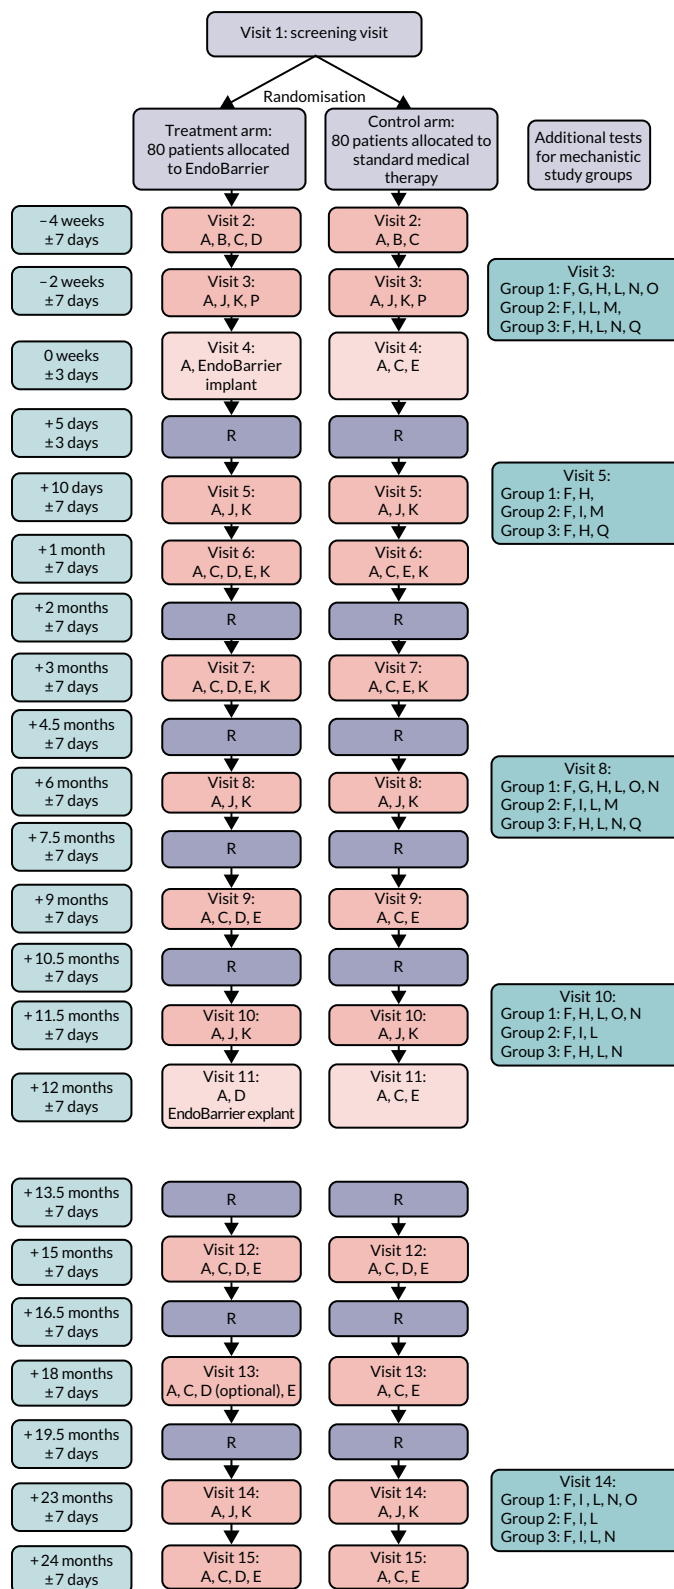 Visit 1: screening visit
Randomisation
Treatment arm:
80 patients allocated
to EndoBarrier
Control arm:
80 patients allocated to
standard medical
therapy
Additional tests
for mechanistic
study groups
– 4 weeks
± 7 days
Visit 2:
A, B, C, D
Visit 2:
A, B, C
– 2 weeks
± 7 days
Visit 3:
A, J, K, P
Visit 3:
A, J, K, P
Visit 3:
Group 1: F, G, H, L, N, O
Group 2: F, I, L, M,
Group 3: F, H, L, N, Q
0 weeks
± 3 days
Visit 4:
A, EndoBarrier
implant
Visit 4:
A, C, E
+ 5 days
± 3 days
R
R
+ 10 days
± 7 days
Visit 5:
A, J, K
Visit 5:
A, J, K
Visit 5:
Group 1: F, H,
Group 2: F, I, M
Group 3: F, H, Q
+ 1 month
± 7 days
Visit 6:
A, C, D, E, K
Visit 6:
A, C, E, K
+ 2 months
± 7 days
R
R
+ 3 months
± 7 days
Visit 7:
A, C, D, E, K
Visit 7:
A, C, E, K
+ 4.5 months
± 7 days
R
R
+ 6 months
± 7 days
Visit 8:
A, J, K
Visit 8:
A, J, K
Visit 8:
Group 1: F, G, H, L, O, N
Group 2: F, I, L, M
Group 3: F, H, L, N, Q
+ 7.5 months
± 7 days
R
R
+ 9 months
± 7 days
Visit 9:
A, C, D, E
Visit 9:
A, C, E
+ 10.5 months
± 7 days
R
R
+ 11.5 months
± 7 days
Visit 10:
A, J, K
Visit 10:
A, J, K
Visit 10:
Group 1: F, H, L, O, N
Group 2: F, I, L
Group 3: F, H, L, N
+ 12 months
± 7 days
Visit 11:
A, D
EndoBarrier explant
Visit 11:
A, C, E
+ 13.5 months
± 7 days
R
R
+ 15 months
± 7 days
Visit 12:
A, C, D, E
Visit 12:
A, C, D, E
+ 16.5 months
± 7 days
R
R
+ 18 months
± 7 days
Visit 13:
A, C, D (optional), E
Visit 13:
A, C, E
+ 19.5 months
± 7 days
R
R
+ 23 months
± 7 days
Visit 14:
A, J, K
Visit 14:
A, J, K
Visit 14:
Group 1: F, I , L, N, O
Group 2: F, I, L
Group 3: F, I, L, N
+ 24 months
± 7 days
Visit 15:
A, C, D, E
Visit 15:
A, C, E